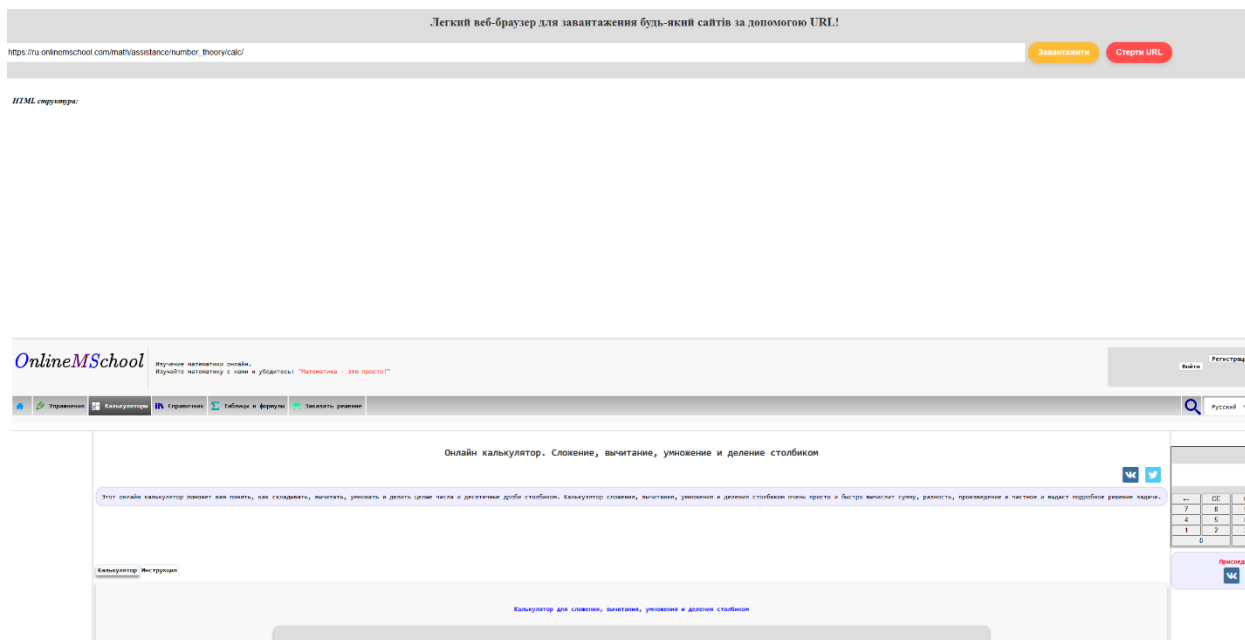 Легкий веб-браузер для завантаження будь-який сайтів за допомогою URL!
https://ru.onlinemschool.com/math/assistance/number_theory/calc/
Завантажити Стерти URL
HTML структура:
OnlineMSchool
Изучение математики онлайн.
Изучайте математику с нами и убедитесь: "Математика - это просто!"
Войти
Упражнения Калькуляторы Справочник Таблицы и формулы Заказать решение
Русский
Онлайн калькулятор. Сложение, вычитание, умножение и деление столбиком
Этот онлайн калькулятор поможет вам понять, как складывать, вычитать, умножать и делить целые числа и десятичные дроби столбиком. Калькулятор сложения, вычитания, умножения и деления столбиком очень просто и быстро вычислит сумму, разность, произведение и частное и выдаст подробное решение задачи.
← CE
7 8
4 5
1 2
0
Калькулятор Инструкция
Калькулятор для сложения, вычитания, умножения и деления столбиком